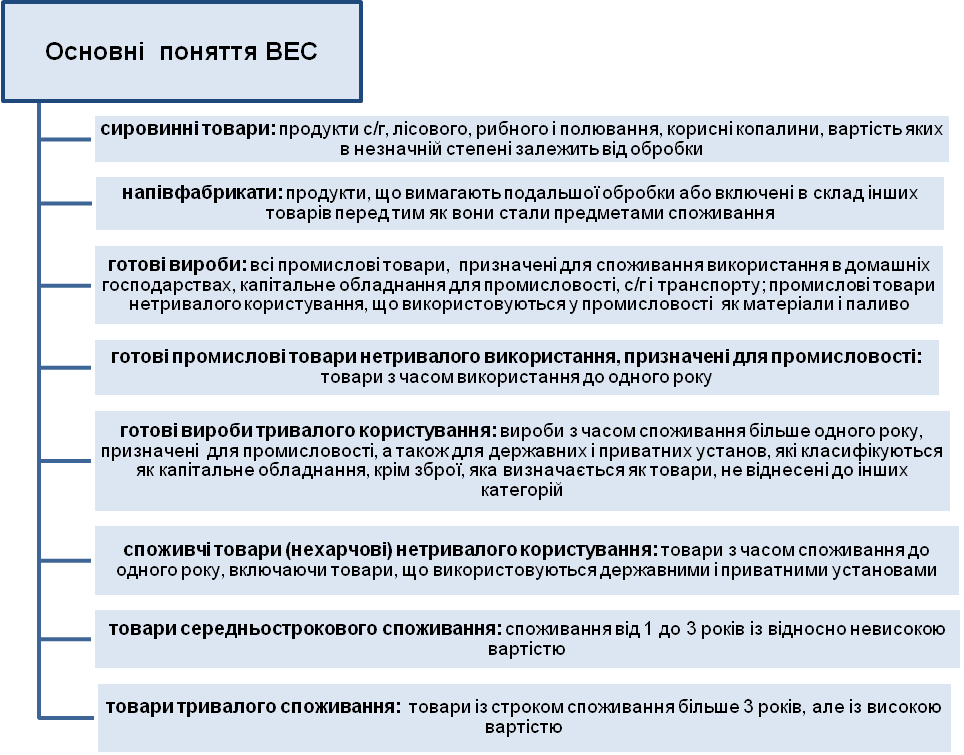 Основні поняття ВЕС
сировинні товари: продукти с/г, лісового, рибного і полювання, корисні копалини, вартість яких
в незначній степені залежить від обробки
напівфабрикати: продукти, що вимагають подальшої обробки або включені в склад інших
товарів перед тим як вони стали предметами споживання
готові вироби: всі промислові товари, призначені для споживання використання в домашніх
господарствах, капітальне обладнання для промисловості, с/г і транспорту; промислові товари
нетривалого користування, що використовуються у промисловості як матеріали і паливо
готові промислові товари нетривалого використання, призначені для промисловості:
товари з часом використання до одного року
готові вироби тривалого користування: вироби з часом споживання більше одного року,
призначені для промисловості, а також для державних і приватних установ, які класифікуються
як капітальне обладнання, крім зброї, яка визначається як товари, не віднесені до інших
категорій
споживчі товари (нехарчові) нетривалого користування: товари з часом споживання до
одного року, включаючи товари, що використовуються державними і приватними установами
товари середньострокового споживання: споживання від 1 до 3 років із відносно невисокою
вартістю
товари тривалого споживання: товари із строком споживання більше 3 років, але із високою
вартістю